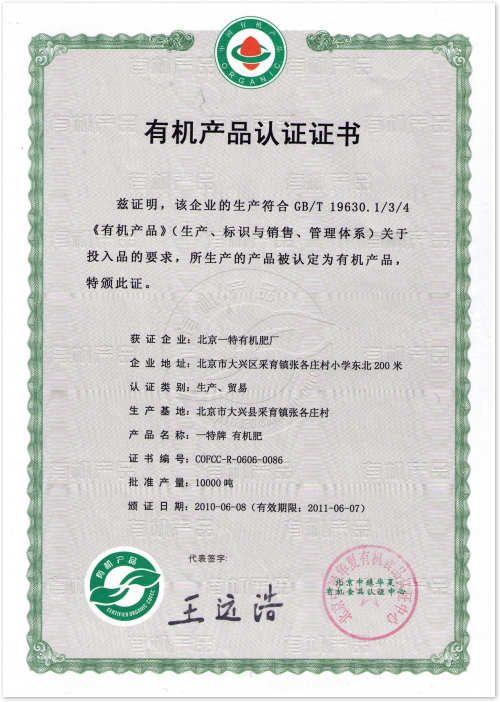 中国有机产品
ORGANIC
有机产品认证证书
兹证明，该企业的生产符合 GB/T 19630.1/3/4
《有机产品》（生产、标识与销售、管理体系）关于
投入品的要求，所生产的产品被认定为有机产品，
特颁此证。
获证企业：北京一特有机肥厂
企业地址：北京市大兴区采育镇张各庄村小学东北 200 米
认证类别：生产、贸易
生产基地：北京市大兴县采育镇张各庄村
产品名称：一特牌 有机肥
证书编号：COFCC-R-0606-0086
批准产量：10000 吨
颁证日期：2010-06-08（有效期限：2011-06-07）
有机产品
CERTIFIED ORGANIC COFCC
代表签字:
王远浩
北京中绿华夏
有机食品认证中心